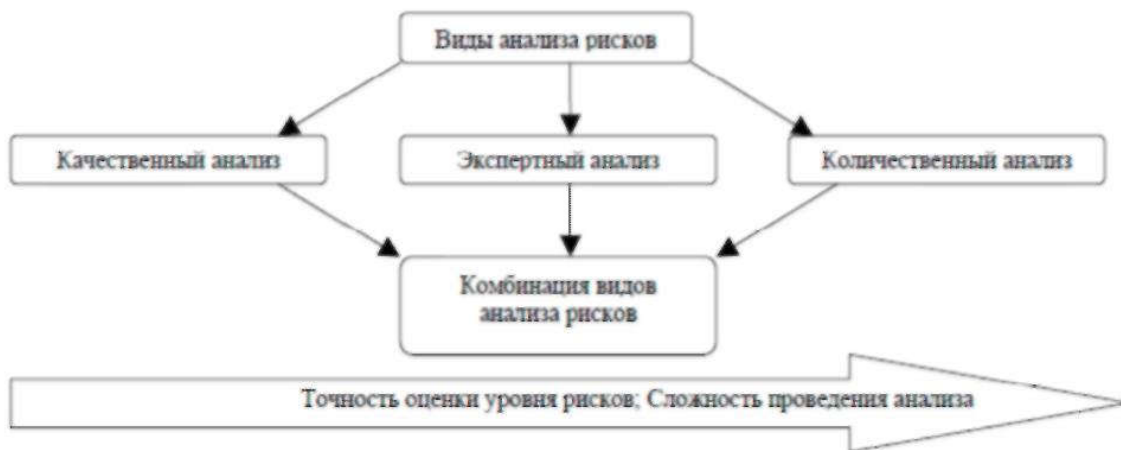 Виды анализа рисков
Качественный анализ
Экспертный анализ
Количественный анализ
Комбинация видов
анализа рисков
Точность оценки уровня рисков; Сложность проведения анализа